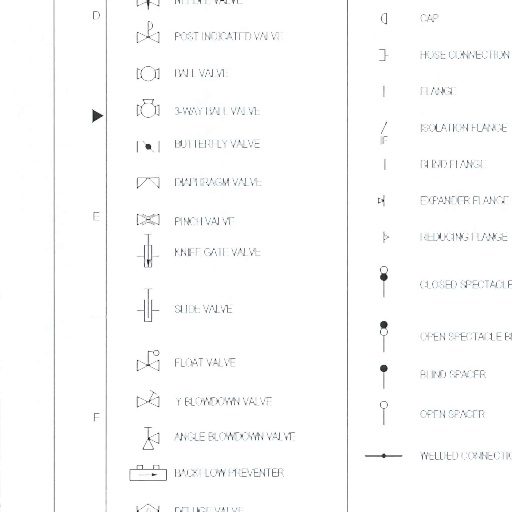 D
NEEDLE VALVE
POST INDICATED VALVE
BALL VALVE
3-WAY BALL VALVE
BUTTERFLY VALVE
DIAPHRAGM VALVE
E
PINCH VALVE
KNIFE GATE VALVE
SLIDE VALVE
FLOAT VALVE
Y BLOWDOWN VALVE
F
ANGLE BLOWDOWN VALVE
BACKFLOW PREVENTER
DELUGE VALVE
CAP
HOSE CONNECTION
FLANGE
ISOLATION FLANGE
IF
BLIND FLANGE
EXPANDER FLANGE
REDUCING FLANGE
CLOSED SPECTACLE
OPEN SPECTACLE BL
BLIND SPACER
OPEN SPACER
WELDED CONNECTIO